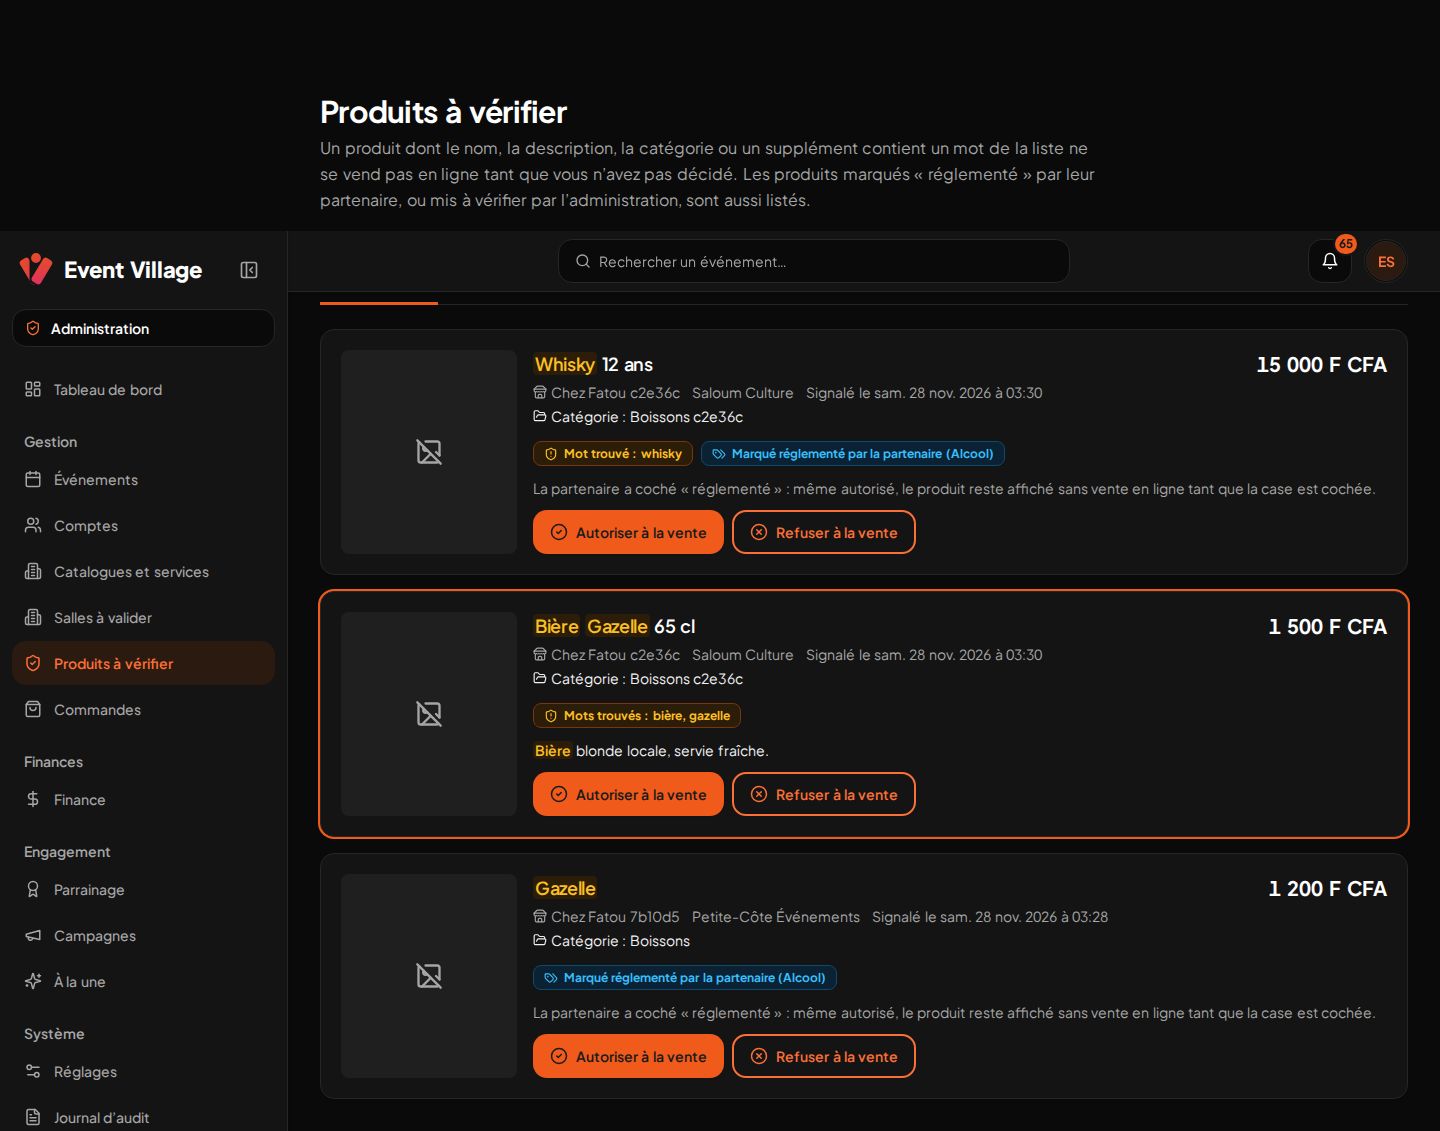 Produits à vérifier
Un produit dont le nom, la description, la catégorie ou un supplément contient un mot de la liste ne
se vend pas en ligne tant que vous n’avez pas décidé. Les produits marqués « réglementé » par leur
partenaire, ou mis à vérifier par l’administration, sont aussi listés.
Event Village
Rechercher un événement...
65
ES
Administration
Tableau de bord
Gestion
Événements
Comptes
Catalogues et services
Salles à valider
Produits à vérifier
Commandes
Finances
Finance
Engagement
Parrainage
Campagnes
À la une
Système
Réglages
Journal d’audit
Whisky 12 ans
15 000 F CFA
Chez Fatou c2e36c Saloum Culture Signalé le sam. 28 nov. 2026 à 03:30
Catégorie : Boissons c2e36c
Mot trouvé : whisky
Marqué réglementé par la partenaire (Alcool)
La partenaire a coché « réglementé » : même autorisé, le produit reste affiché sans vente en ligne tant que la case est cochée.
Autoriser à la vente
Refuser à la vente
Bière Gazelle 65 cl
1 500 F CFA
Chez Fatou c2e36c Saloum Culture Signalé le sam. 28 nov. 2026 à 03:30
Catégorie : Boissons c2e36c
Mots trouvés : bière, gazelle
Bière blonde locale, servie fraîche.
Autoriser à la vente
Refuser à la vente
Gazelle
1 200 F CFA
Chez Fatou 7b10d5 Petite-Côte Événements Signalé le sam. 28 nov. 2026 à 03:28
Catégorie : Boissons
Marqué réglementé par la partenaire (Alcool)
La partenaire a coché « réglementé » : même autorisé, le produit reste affiché sans vente en ligne tant que la case est cochée.
Autoriser à la vente
Refuser à la vente